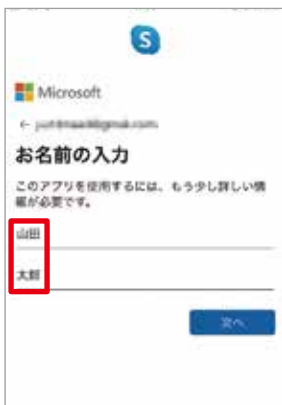 S
Microsoft
お名前の入力
このアプリを使用するには、もう少し詳しい情
報が必要です。
山田
太郎
次へ